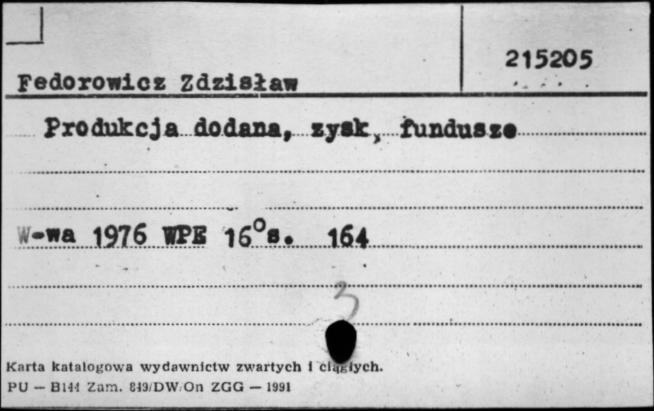 215205
Fedorowicz Zdzisław
Produkcja dodana, zysk, fundusze
W-wa 1976 WPE 16° s. 164
3
Karta katalogowa wydawnictw zwartych i ciągłych.
PU — B144 Zam. 849/DW/On ZGG — 1991